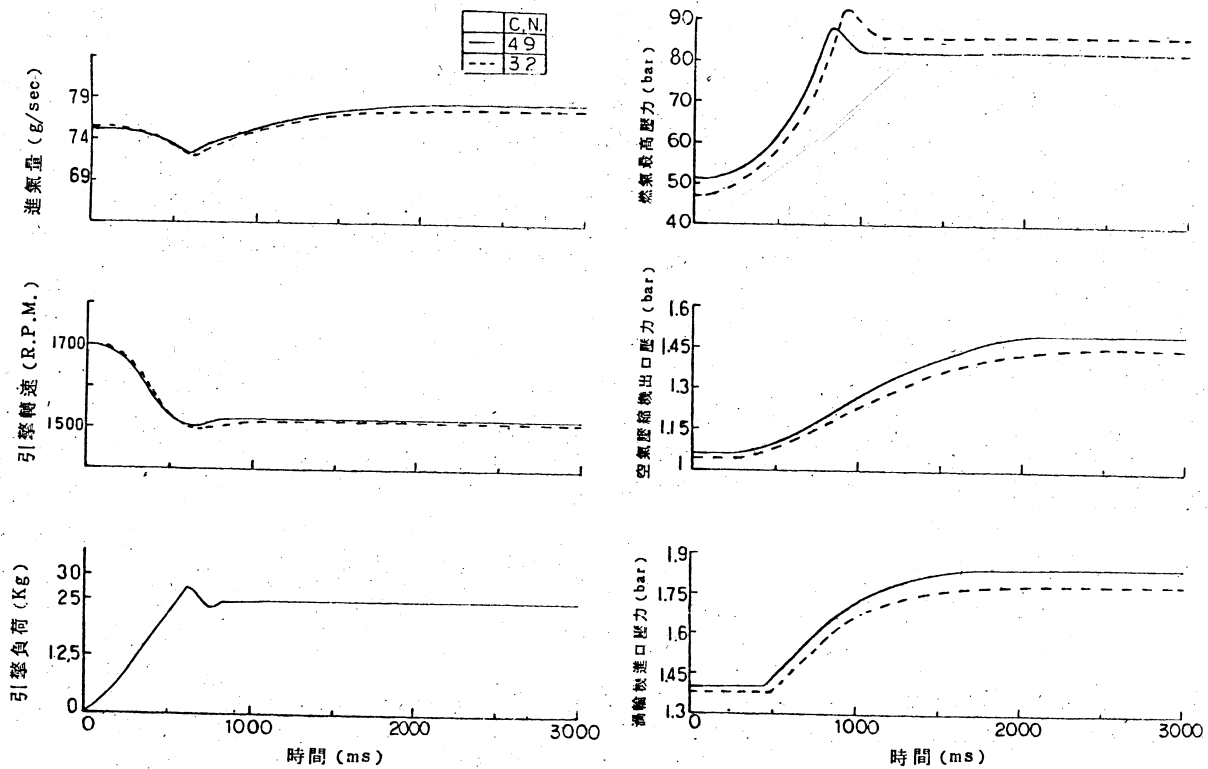 C.N.
49
32
進氣量 (g/sec)
79
74
69
引擎轉速 (R.P.M.)
1700
1500
引擎負荷 (Kg)
30
25
12.5
0
0 1000 2000 3000
時間 (ms)
燃氣最高壓力 (bar)
90
80
70
60
50
40
空氣壓縮機出口壓力 (bar)
1.6
1.45
1.3
1.15
1
渦輪機進口壓力 (bar)
1.9
1.75
1.6
1.45
1.3
0 1000 2000 3000
時間 (ms)